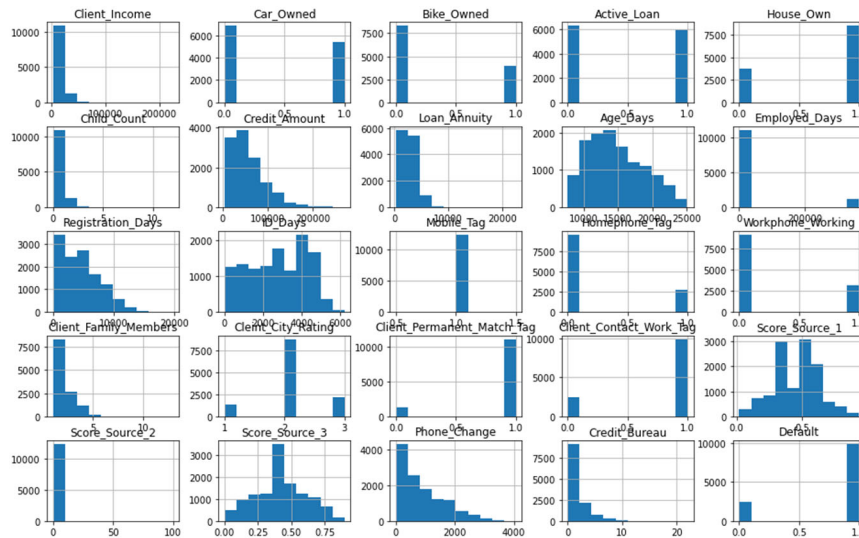 Client_Income
10000
5000
0
0 100000 200000
Car_Owned
6000
4000
2000
0
0.0 0.5 1.0
Bike_Owned
7500
5000
2500
0
0.0 0.5 1.0
Active_Loan
6000
4000
2000
0
0.0 0.5 1.0
House_Own
7500
5000
2500
0
0.0 0.5
Child_Count
10000
5000
0
0 5 10
Credit_Amount
4000
2000
0
0 100000 200000
Loan_Annuity
6000
4000
2000
0
0 10000 20000
Age_Days
2000
1000
0
10000 15000 20000 25000
Employed_Days
10000
5000
0
0 200000
Registration_Days
3000
2000
1000
0
0 10000 20000
ID_Days
2000
1000
0
0 2000 4000 6000
Mobile_Tag
10000
5000
0
0.5 1.0 1.5
Homephone_Tag
7500
5000
2500
0
0.0 0.5 1.0
Workphone_Working
7500
5000
2500
0
0.0 0.5
Client_Family_Members
7500
5000
2500
0
5 10
Cleint_City_Rating
7500
5000
2500
0
1 2 3
Client_Permanent_Match_Tag
10000
5000
0
0.0 0.5 1.0
Client_Contact_Work_Tag
10000
5000
0
0.0 0.5 1.0
Score_Source_1
3000
2000
1000
0
0.0 0.5
Score_Source_2
10000
5000
0
0 50 100
Score_Source_3
3000
2000
1000
0
0.00 0.25 0.50 0.75
Phone_Change
4000
2000
0
0 2000 4000
Credit_Bureau
7500
5000
2500
0
0 10 20
Default
10000
5000
0
0.0 0.5